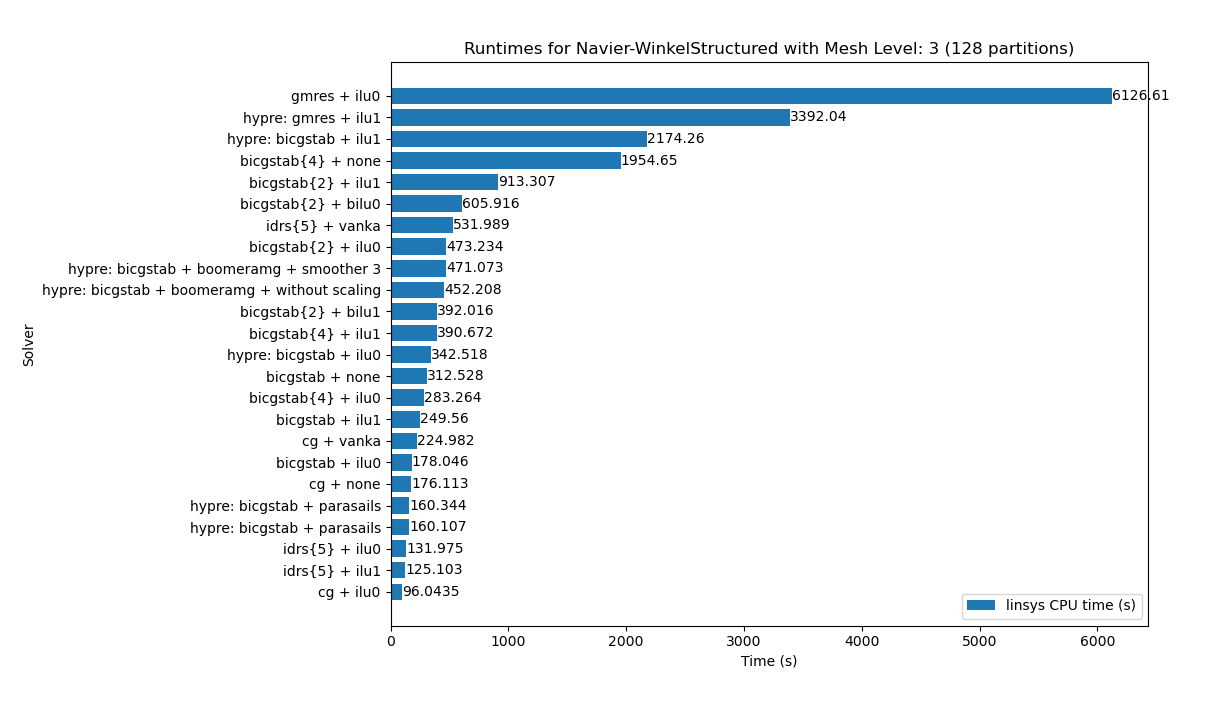 Runtimes for Navier-WinkelStructured with Mesh Level: 3 (128 partitions)
gmres + ilu0 6126.61
hypre: gmres + ilu1 3392.04
hypre: bicgstab + ilu1 2174.26
bicgstab{4} + none 1954.65
bicgstab{2} + ilu1 913.307
bicgstab{2} + bilu0 605.916
idrs{5} + vanka 531.989
bicgstab{2} + ilu0 473.234
hypre: bicgstab + boomeramg + smoother 3 471.073
hypre: bicgstab + boomeramg + without scaling 452.208
bicgstab{2} + bilu1 392.016
bicgstab{4} + ilu1 390.672
hypre: bicgstab + ilu0 342.518
bicgstab + none 312.528
bicgstab{4} + ilu0 283.264
bicgstab + ilu1 249.56
cg + vanka 224.982
bicgstab + ilu0 178.046
cg + none 176.113
hypre: bicgstab + parasails 160.344
hypre: bicgstab + parasails 160.107
idrs{5} + ilu0 131.975
idrs{5} + ilu1 125.103
cg + ilu0 96.0435
Solver
linsys CPU time (s)
0 1000 2000 3000 4000 5000 6000
Time (s)